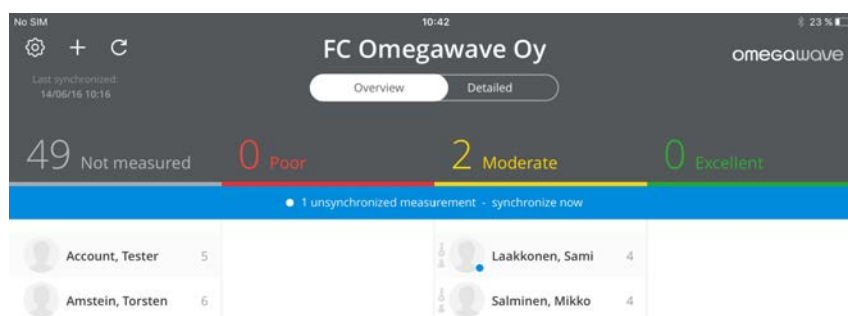 No SIM 10:42 23 %
FC Omegawave Oy
omegawave
Last synchronized:
14/06/16 10:16
Overview Detailed
49 Not measured 0 Poor 2 Moderate 0 Excellent
1 unsynchronized measurement - synchronize now
Account, Tester 5 Laakkonen, Sami 4
Amstein, Torsten 6 Salminen, Mikko 4